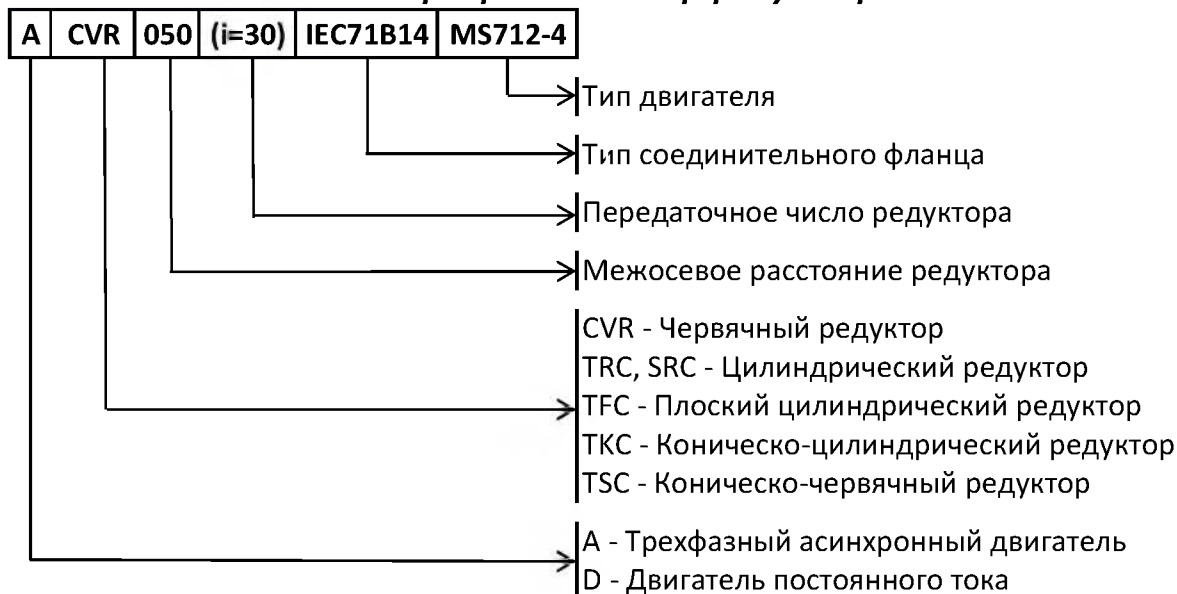 A CVR 050 (i=30) IEC71B14 MS712-4
Тип двигателя
Тип соединительного фланца
Передаточное число редуктора
Межосевое расстояние редуктора
CVR - Червячный редуктор
TRC, SRC - Цилиндрический редуктор
TFC - Плоский цилиндрический редуктор
TKC - Коническо-цилиндрический редуктор
TSC - Коническо-червячный редуктор
A - Трехфазный асинхронный двигатель
D - Двигатель постоянного тока